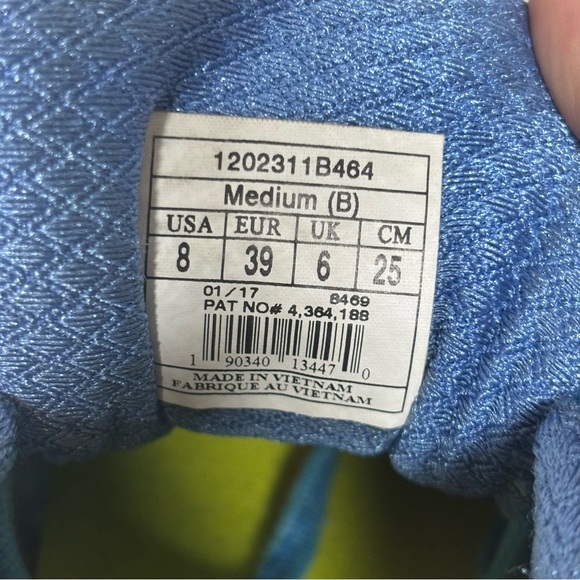 1202311B464
Medium (B)
USA EUR UK CM
8 39 6 25
01/17 8469
PAT NO# 4,364,188
1 90340 13447 0
MADE IN VIETNAM
FABRIQUE AU VIETNAM